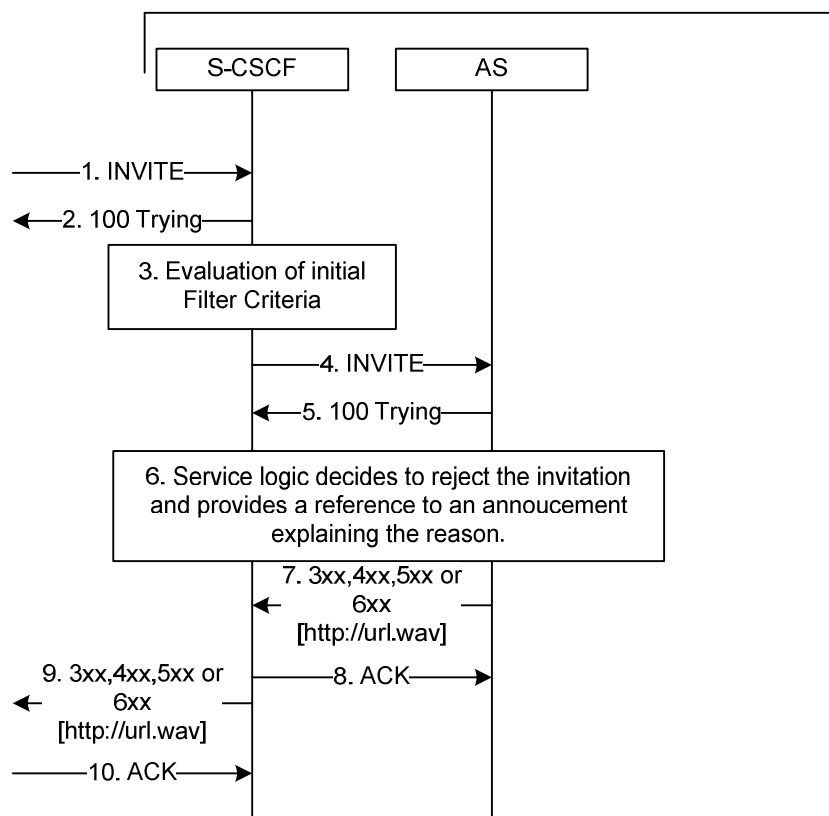 S-CSCF
AS
1. INVITE
2. 100 Trying
3. Evaluation of initial
Filter Criteria
4. INVITE
5. 100 Trying
6. Service logic decides to reject the invitation
and provides a reference to an annoucement
explaining the reason.
7. 3xx,4xx,5xx or
6xx
[http://url.wav]
8. ACK
9. 3xx,4xx,5xx or
6xx
[http://url.wav]
10. ACK